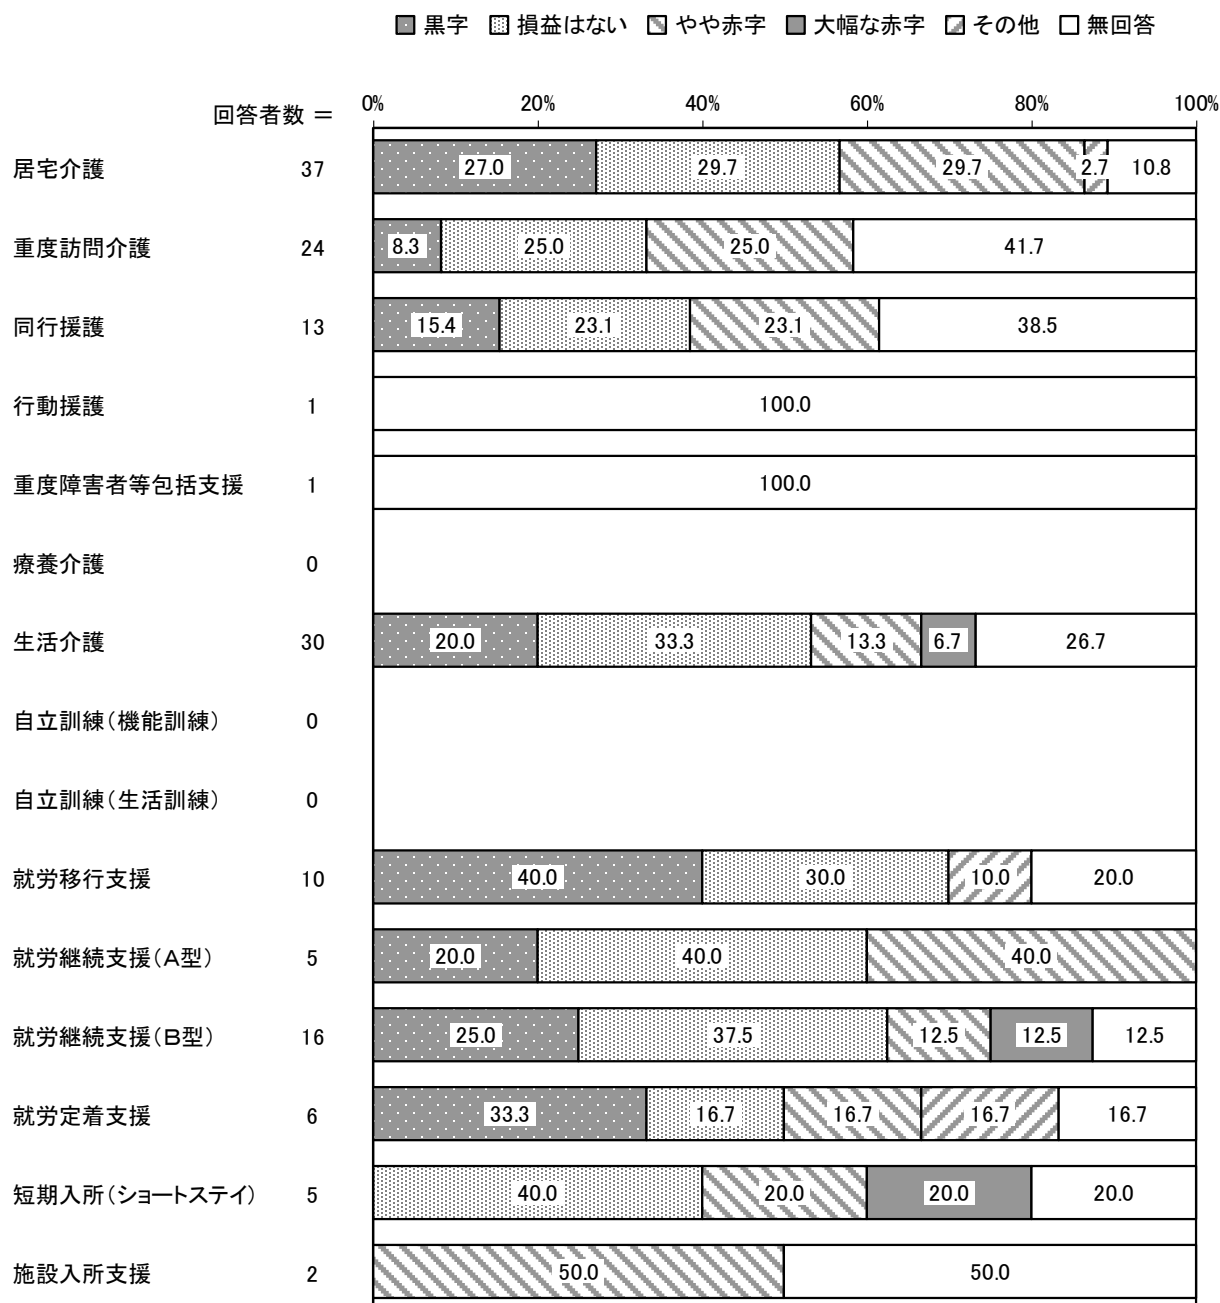 黒字 損益はない やや赤字 大幅な赤字 その他 無回答
回答者数 ＝ 0% 20% 40% 60% 80% 100%
居宅介護 37 27.0 29.7 29.7 2.7 10.8
重度訪問介護 24 8.3 25.0 25.0 41.7
同行援護 13 15.4 23.1 23.1 38.5
行動援護 1 100.0
重度障害者等包括支援 1 100.0
療養介護 0
生活介護 30 20.0 33.3 13.3 6.7 26.7
自立訓練（機能訓練） 0
自立訓練（生活訓練） 0
就労移行支援 10 40.0 30.0 10.0 20.0
就労継続支援（Ａ型） 5 20.0 40.0 40.0
就労継続支援（Ｂ型） 16 25.0 37.5 12.5 12.5 12.5
就労定着支援 6 33.3 16.7 16.7 16.7 16.7
短期入所（ショートステイ） 5 40.0 20.0 20.0 20.0
施設入所支援 2 50.0 50.0